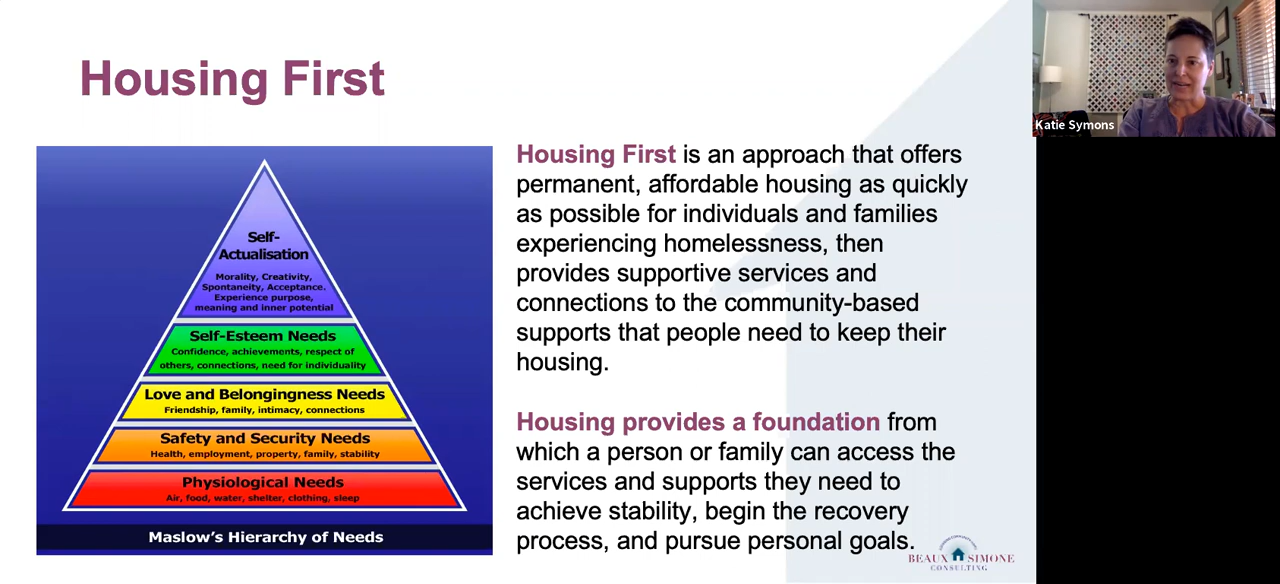 Housing First
Katie Symons
Self-
Actualisation
Morality, Creativity,
Spontaneity, Acceptance.
Experience purpose,
meaning and inner potential
Self-Esteem Needs
Confidence, achievements, respect of
others, connections, need for individuality
Love and Belongingness Needs
Friendship, family, intimacy, connections
Safety and Security Needs
Health, employment, property, family, stability
Physiological Needs
Air, food, water, shelter, clothing, sleep
Maslow's Hierarchy of Needs
Housing First is an approach that offers
permanent, affordable housing as quickly
as possible for individuals and families
experiencing homelessness, then
provides supportive services and
connections to the community-based
supports that people need to keep their
housing.
Housing provides a foundation from
which a person or family can access the
services and supports they need to
achieve stability, begin the recovery
process, and pursue personal goals.
BEAUX SIMONE
CONSULTING